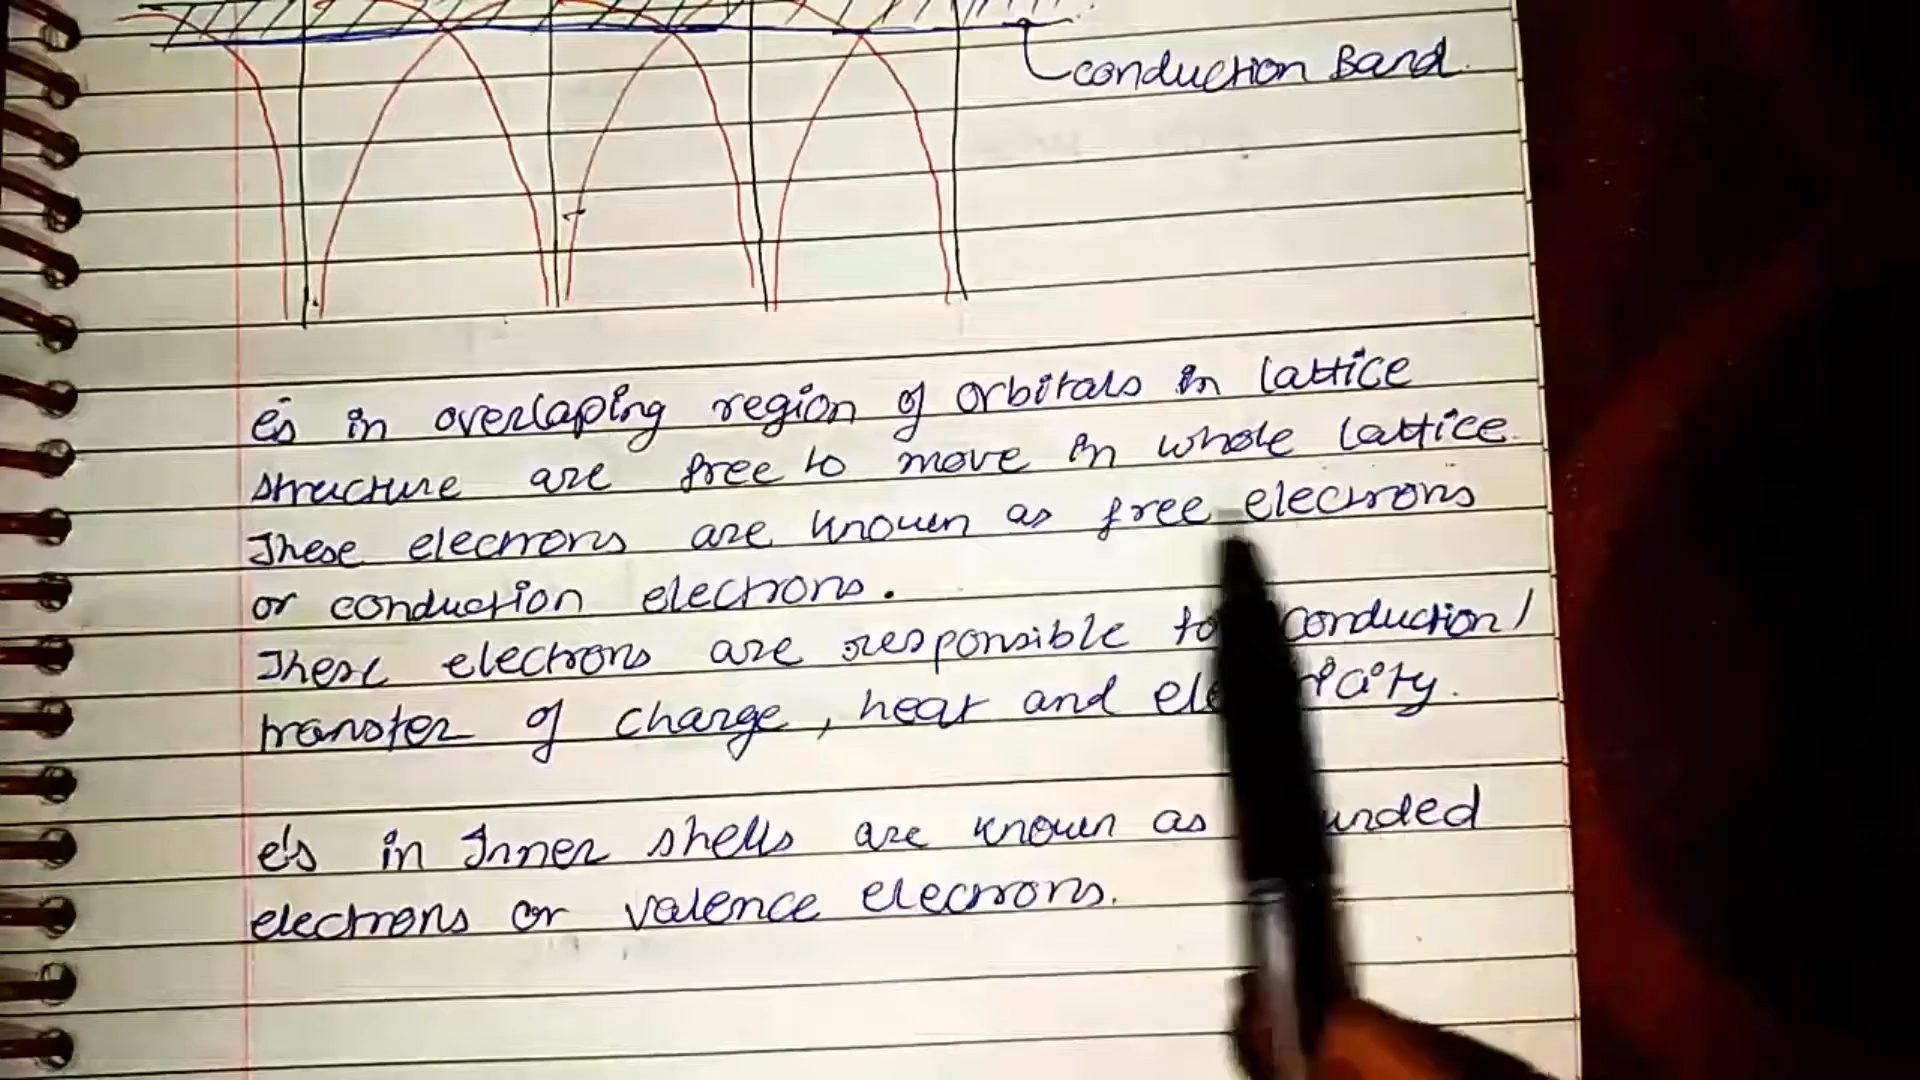 conduction Band.
e's in overlaping region of orbitals in lattice
structure are free to move in whole lattice.
These electrons are known as free electrons
or conduction electrons.
These electrons are responsible conduction /
transfer of charge, heat and
e's in Inner shells are known as
electrons or valence electrons.